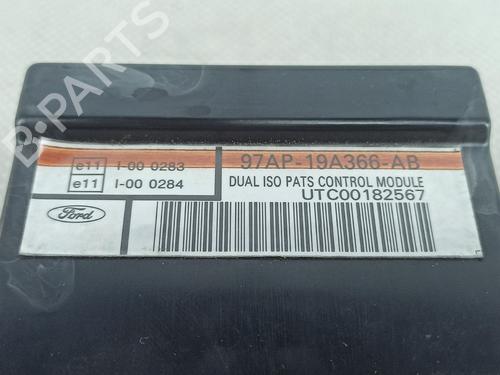 e11 I-00 0283
e11 I-00 0284
97AP-19A366-AB
DUAL ISO PATS CONTROL MODULE
UTC00182567
Ford
B-PARTS